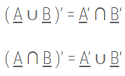 ( A ∪ B )' = A' ∩ B'
( A ∩ B )' = A' ∪ B'